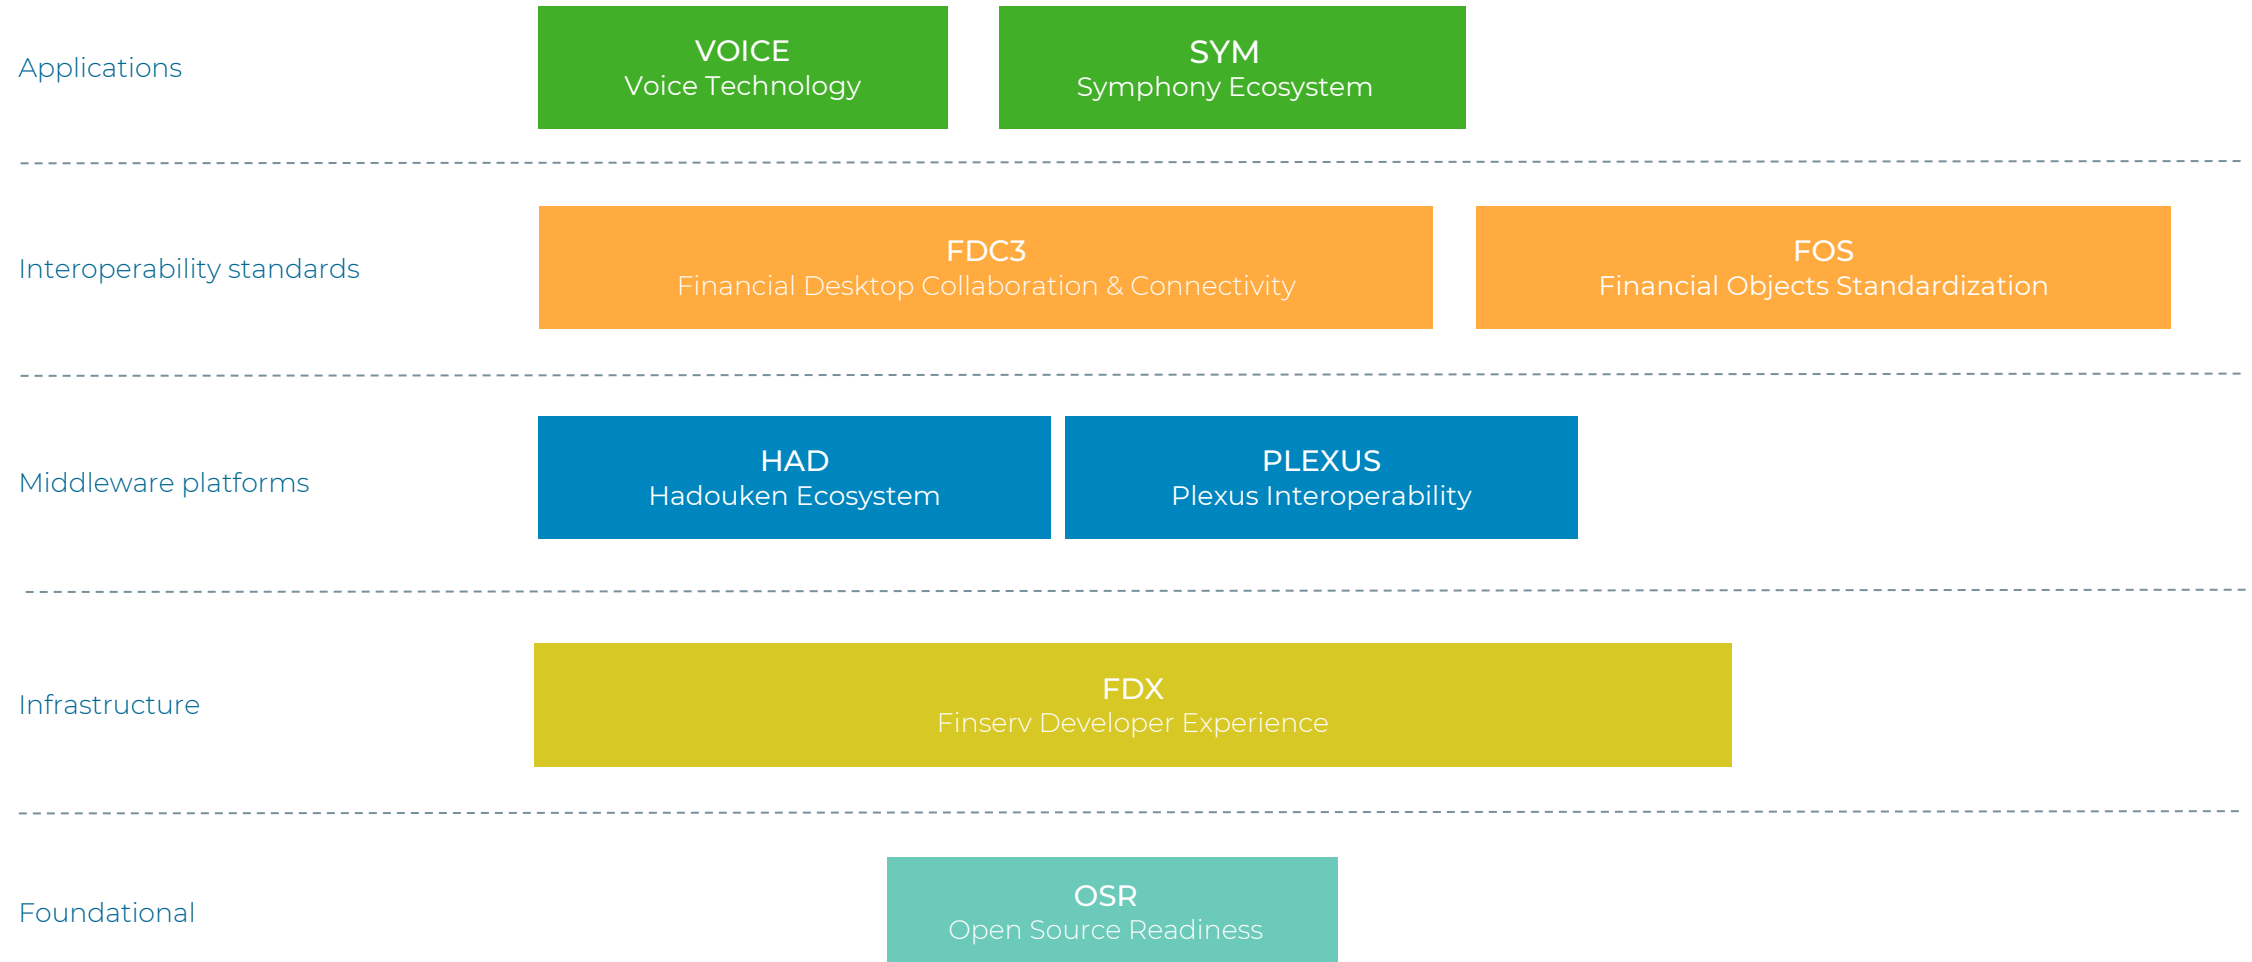 Applications
VOICE
Voice Technology
SYM
Symphony Ecosystem
Interoperability standards
FDC3
Financial Desktop Collaboration & Connectivity
FOS
Financial Objects Standardization
Middleware platforms
HAD
Hadouken Ecosystem
PLEXUS
Plexus Interoperability
Infrastructure
FDX
Finserv Developer Experience
Foundational
OSR
Open Source Readiness